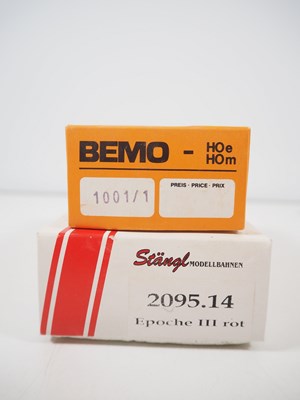 BEMO - HOe
HOm
1001/1
PREIS · PRICE · PRIX
Stängl MODELLBAHNEN
2095.14
Epoche III rot